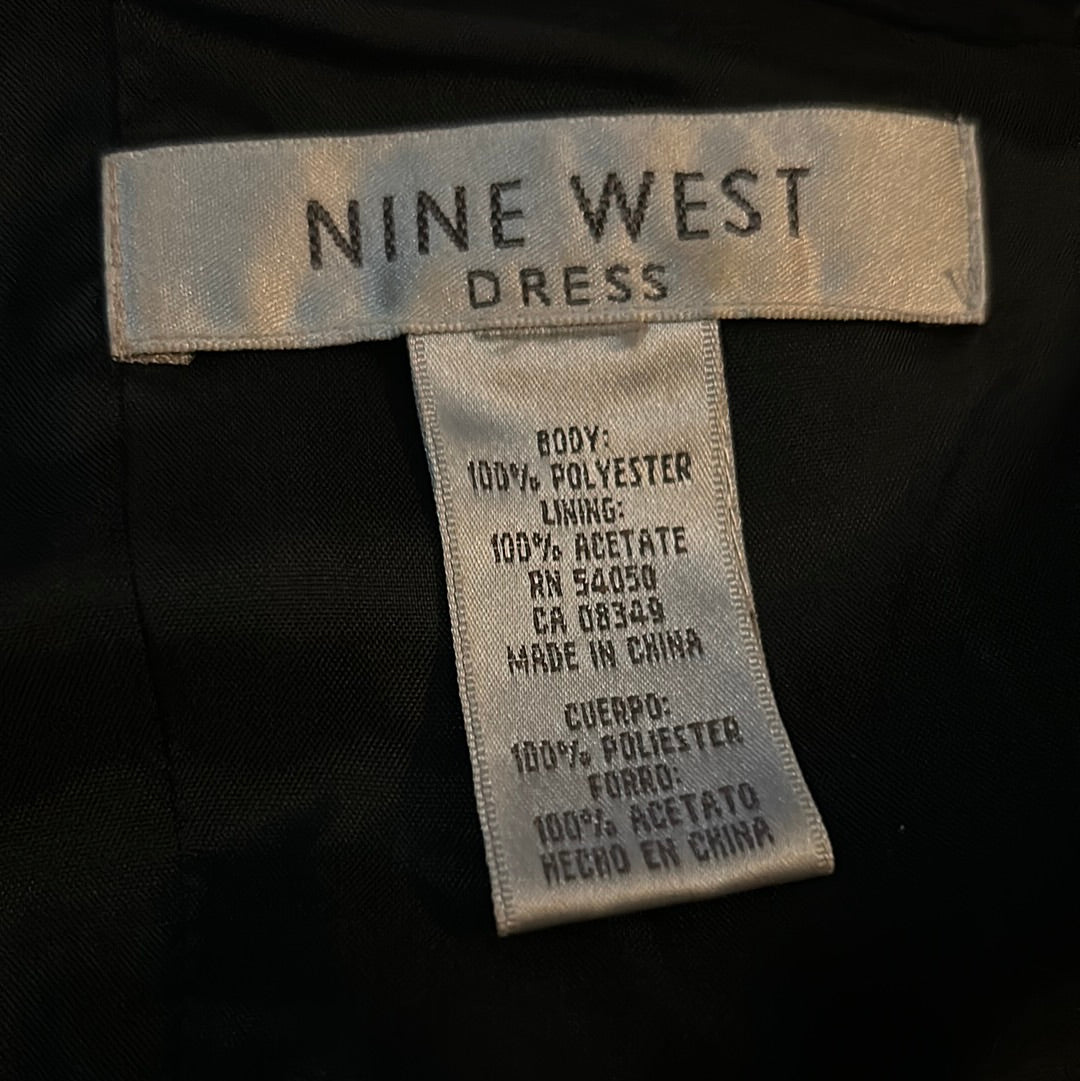 NINE WEST
DRESS
BODY:
100% POLYESTER
LINING:
100% ACETATE
RN 54050
CA 08349
MADE IN CHINA
CUERPO:
100% POLIESTER
FORRO:
100% ACETATO
HECHO EN CHINA